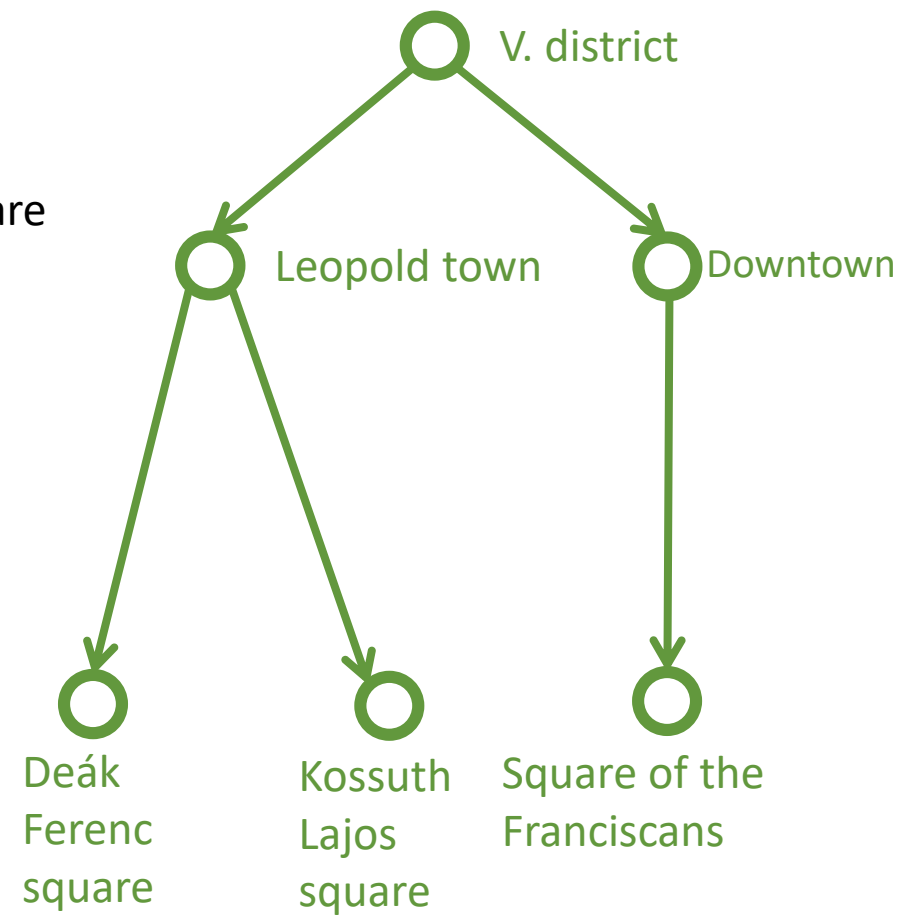 V. district
Leopold town
Downtown
Deák
Ferenc
square
Kossuth
Lajos
square
Square of the
Franciscans